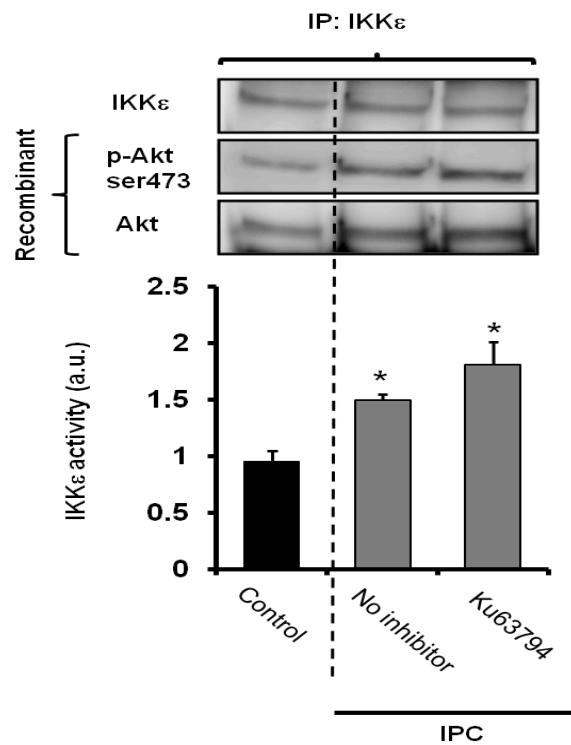 IP: IKKε
IKKε
p-Akt
ser473
Akt
Recombinant
2.5
2
1.5
1
0.5
0
IKKε activity (a.u.)
*
*
Control
No inhibitor
Ku63794
IPC